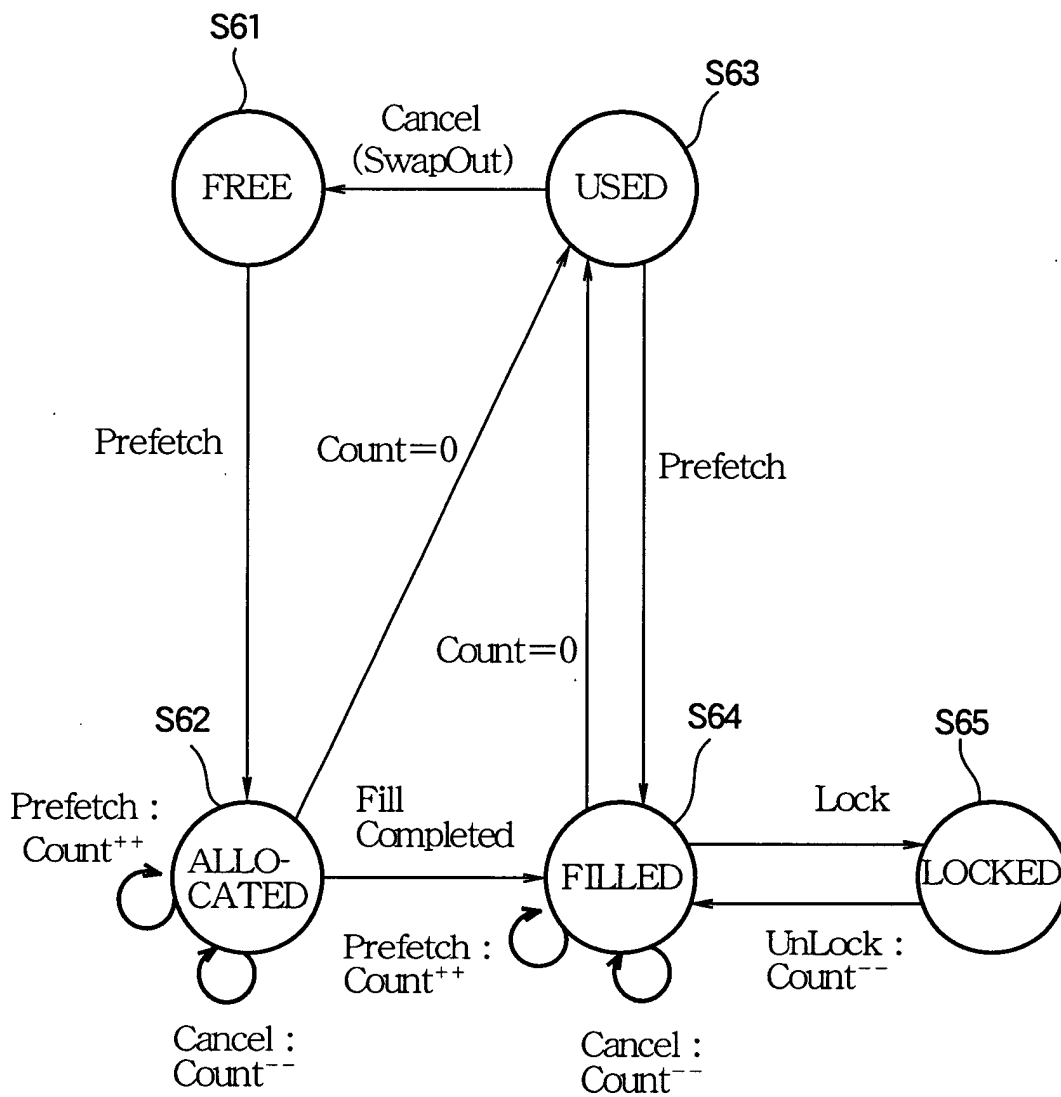 S61
S63
Cancel
(SwapOut)
FREE
USED
Prefetch
Count=0
Prefetch
Count=0
S62
S64
S65
Prefetch :
Count++
Fill
Completed
Lock
ALLO-
CATED
FILLED
LOCKED
Prefetch :
Count++
UnLock :
Count--
Cancel :
Count--
Cancel :
Count--